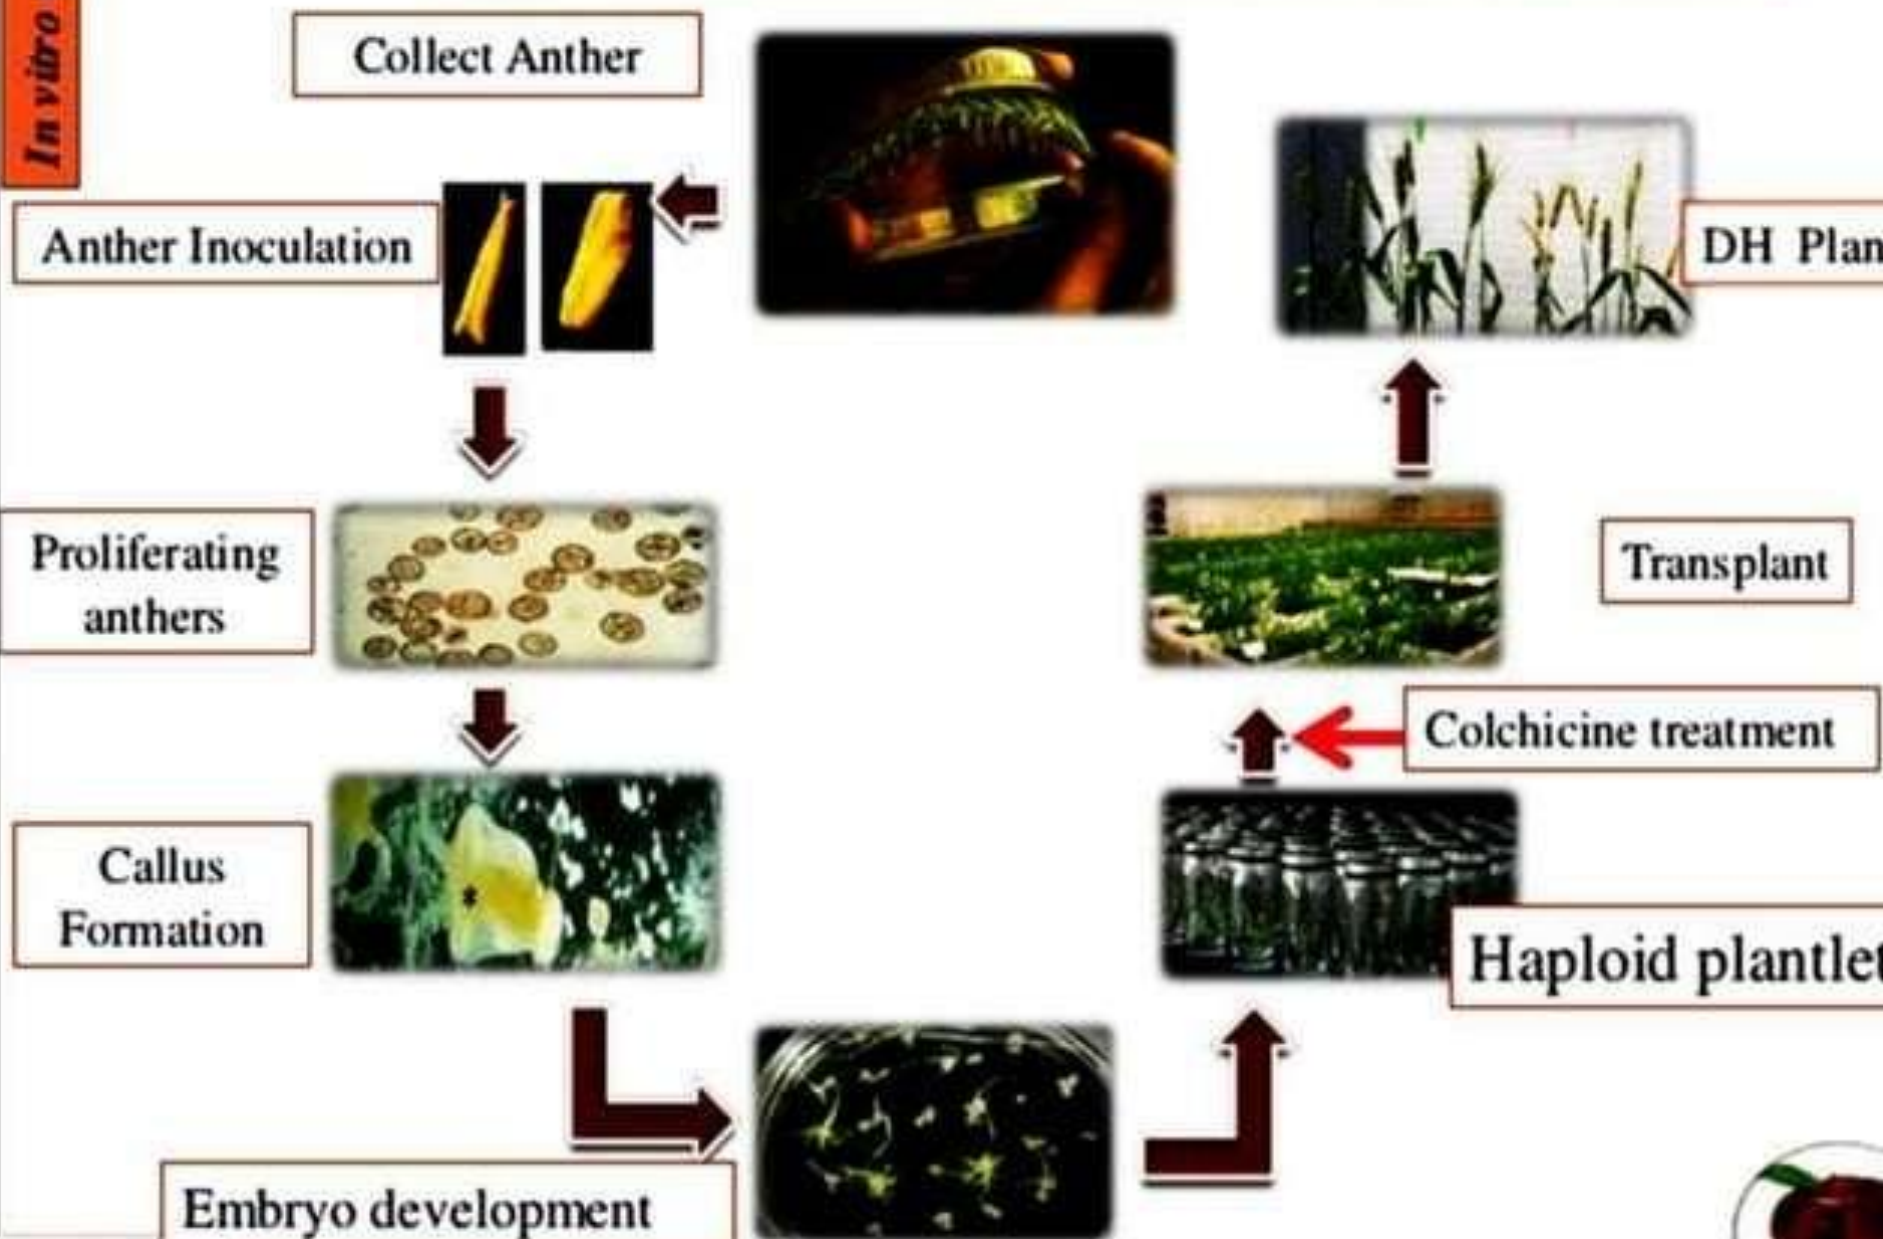 In vitro
Collect Anther
Anther Inoculation
Proliferating
anthers
Callus
Formation
Embryo development
Haploid plantlet
Colchicine treatment
Transplant
DH Plan